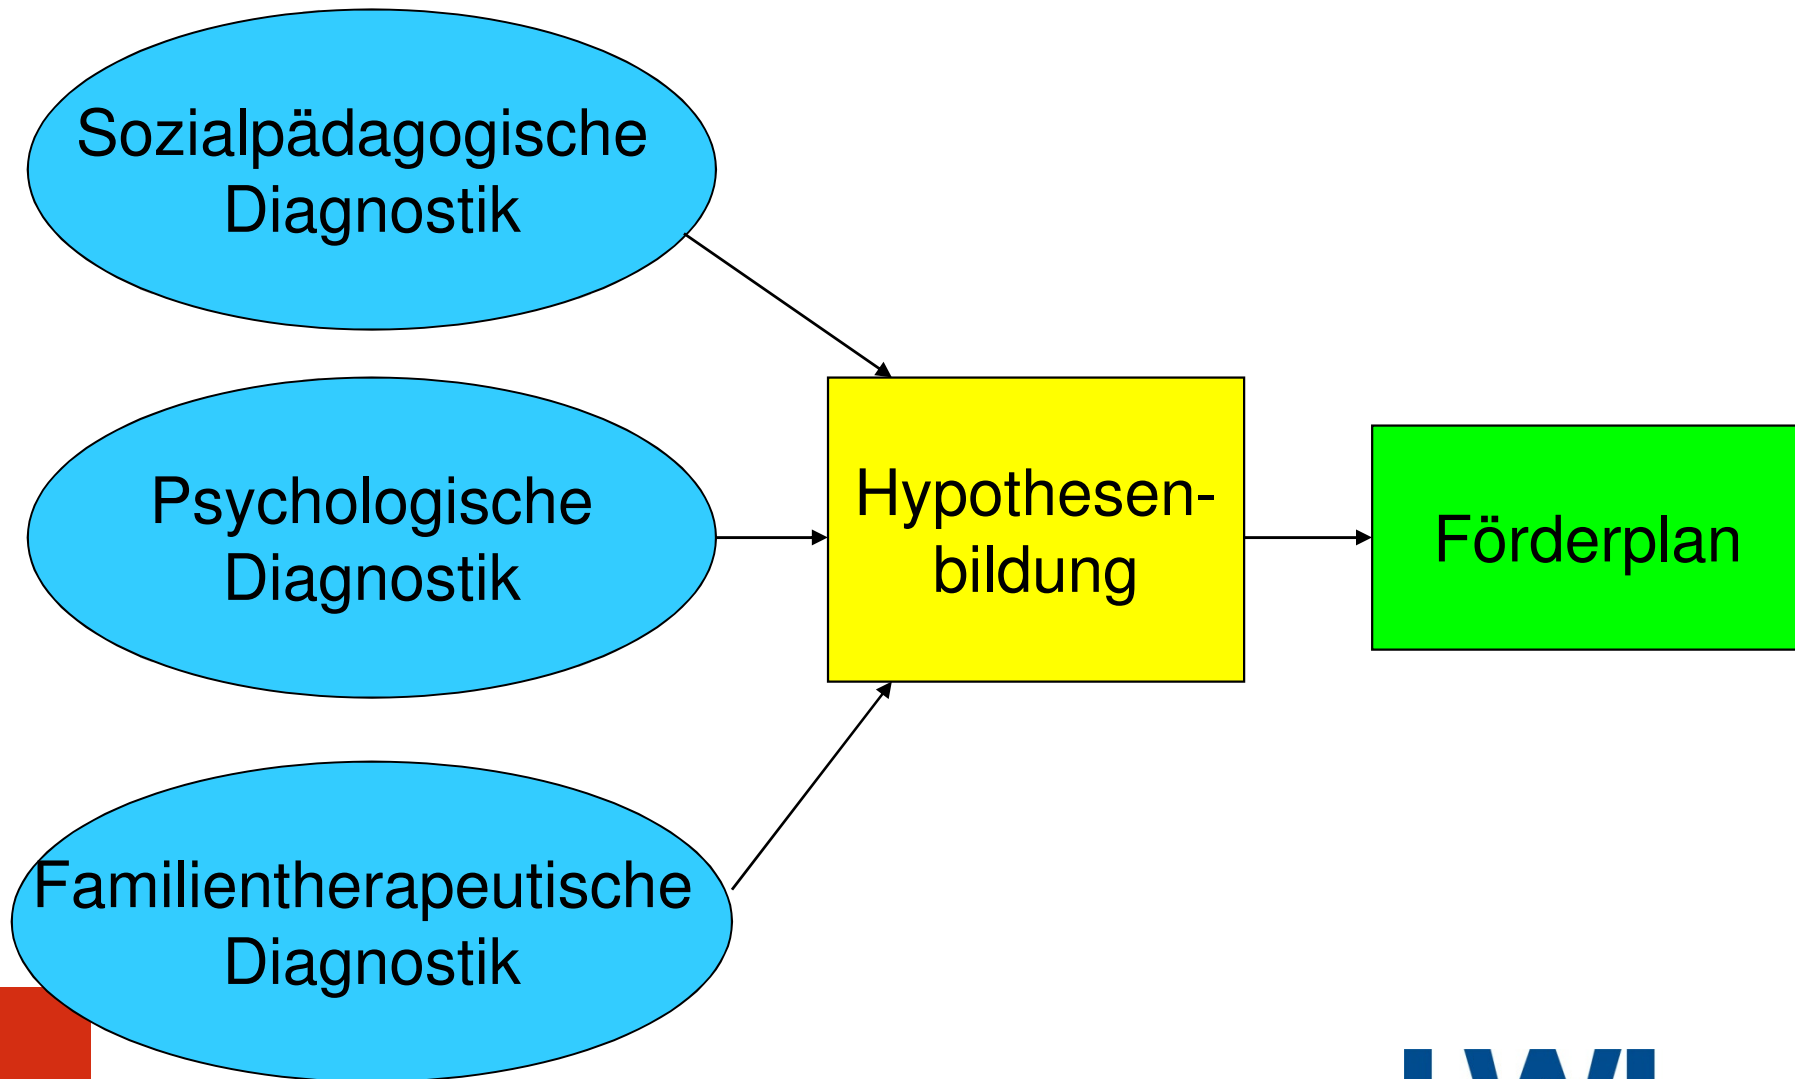 Sozialpädagogische
Diagnostik
Psychologische
Diagnostik
Hypothesen-
bildung
Förderplan
Familientherapeutische
Diagnostik